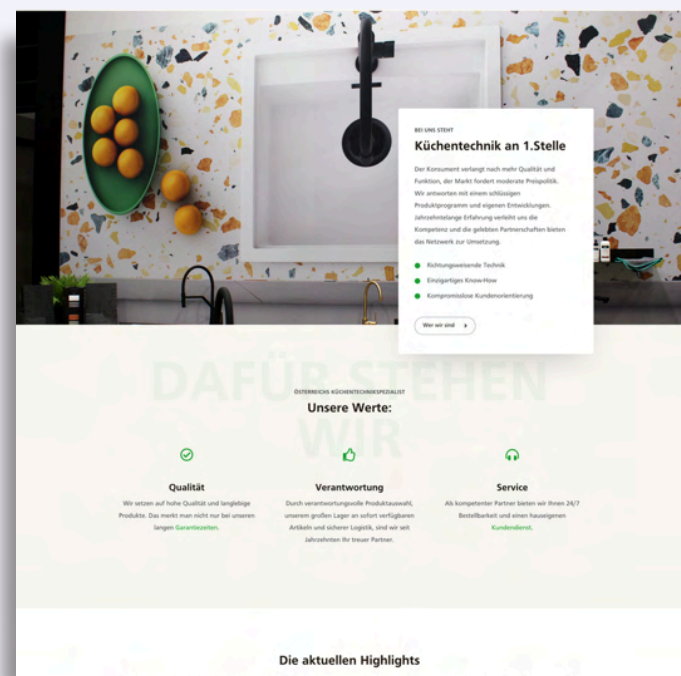 BEI UNS STEHT
Küchentechnik an 1.Stelle
Der Konsument verlangt nach mehr Qualität und
Funktion, der Markt fordert moderate Preispolitik.
Wir antworten mit einem schlüssigen
Produktprogramm und eigenen Entwicklungen.
Jahrzehntelange Erfahrung verleiht uns die
Kompetenz und die gelebten Partnerschaften bieten
das Netzwerk zur Umsetzung.
Richtungsweisende Technik
Einzigartiges Know-How
Kompromisslose Kundenorientierung
Wer wir sind
DAFÜR STEHEN
WIR
ÖSTERREICHS KÜCHENTECHNIKSPEZIALIST
Unsere Werte:
Qualität
Wir setzen auf hohe Qualität und langlebige
Produkte. Das merkt man nicht nur bei unseren
langen Garantiezeiten.
Verantwortung
Durch verantwortungsvolle Produktauswahl,
unserem großen Lager an sofort verfügbaren
Artikeln und sicherer Logistik, sind wir seit
Jahrzehnten Ihr treuer Partner.
Service
Als kompetenter Partner bieten wir Ihnen 24/7
Bestellbarkeit und einen hauseigenen
Kundendienst.
Die aktuellen Highlights